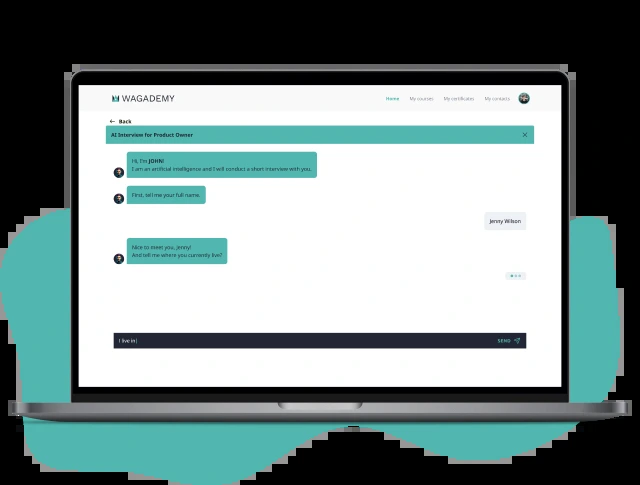 WAGADEMY
Home My courses My certificates My contacts
Back
AI Interview for Product Owner
Hi, I'm JOHN!
I am an artificial intelligence and I will conduct a short interview with you.
First, tell me your full name.
Jenny Wilson
Nice to meet you, Jenny!
And tell me where you currently live?
I live in
SEND